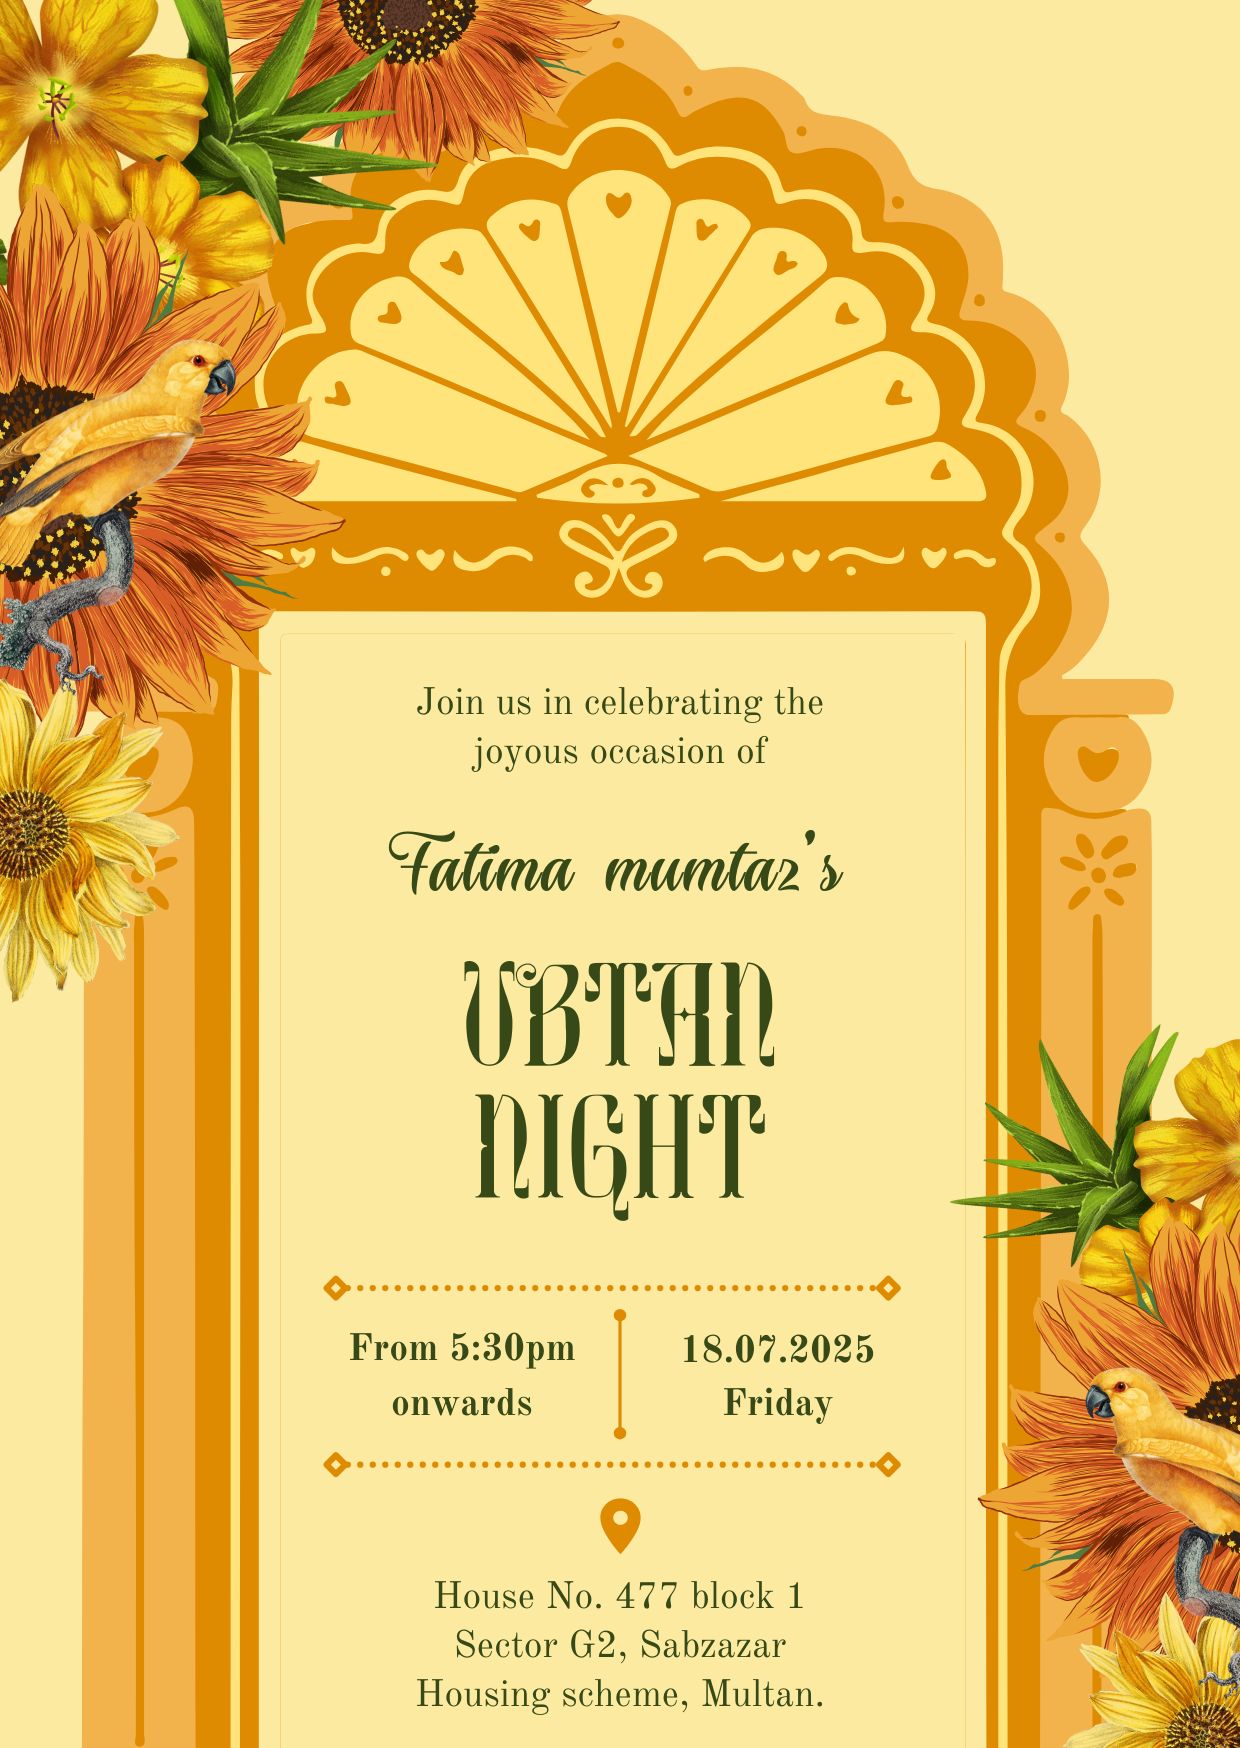 Join us in celebrating the
joyous occasion of
Fatima mumtaz's
UBTAN
NIGHT
From 5:30pm
onwards
18.07.2025
Friday
House No. 477 block 1
Sector G2, Sabzazar
Housing scheme, Multan.